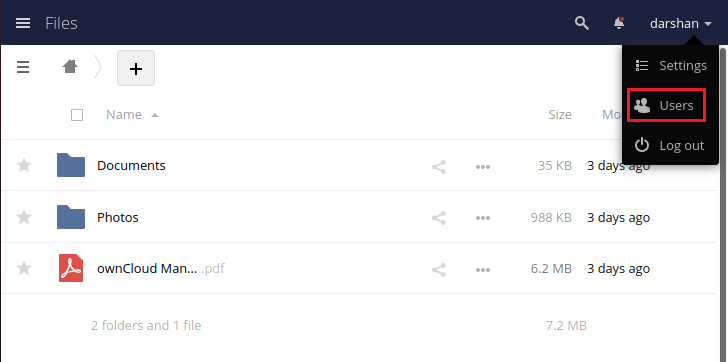 Files
darshan
Settings
Users
Log out
Name
Size
Mo
Documents
35 KB
3 days ago
Photos
988 KB
3 days ago
ownCloud Man... .pdf
6.2 MB
3 days ago
2 folders and 1 file
7.2 MB